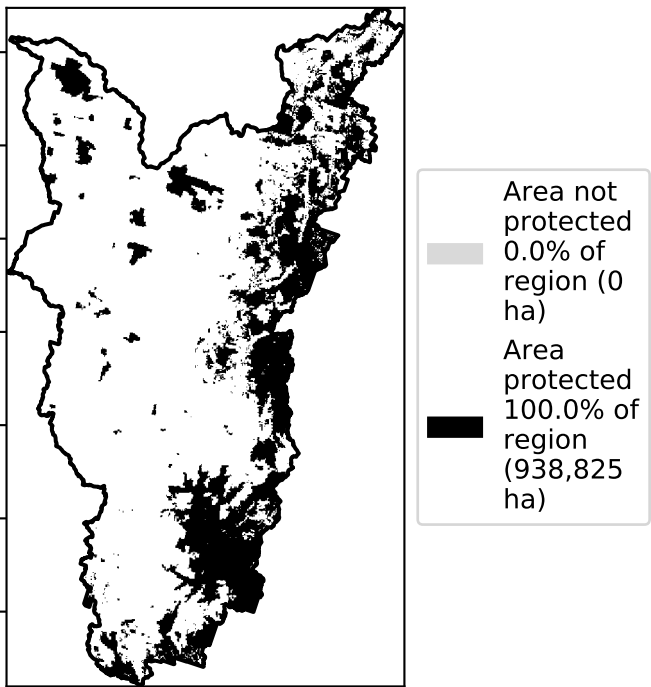 Area not
protected
0.0% of
region (0
ha)
Area
protected
100.0% of
region
(938,825
ha)